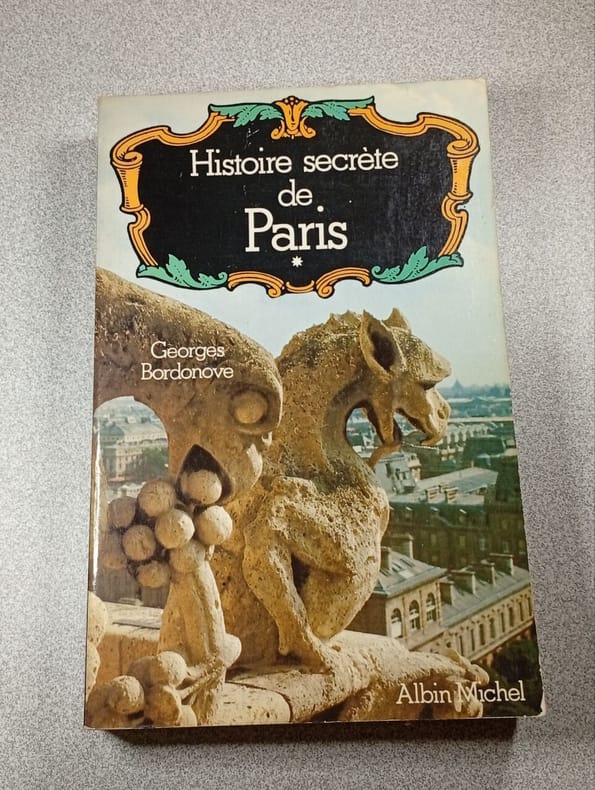 Histoire secrète
de
Paris
*
Georges
Bordonove
Albin Michel